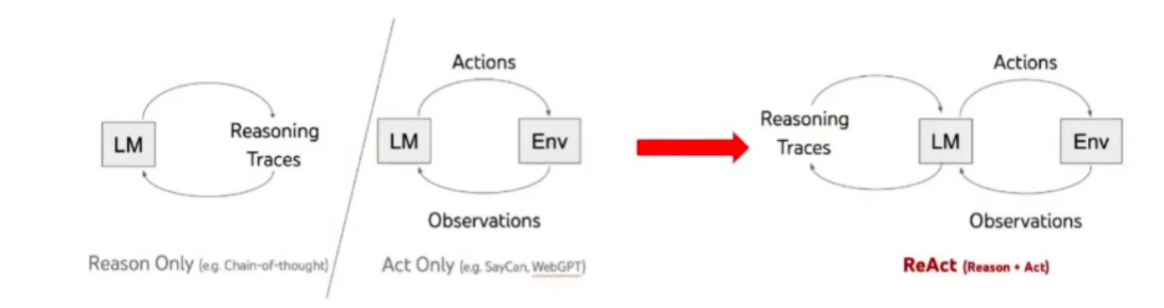 LM
Reasoning
Traces
Reason Only (e.g. Chain-of-thought)
Actions
LM
Env
Observations
Act Only (e.g. SayCan, WebGPT)
Reasoning
Traces
Actions
LM
Env
Observations
ReAct (Reason + Act)